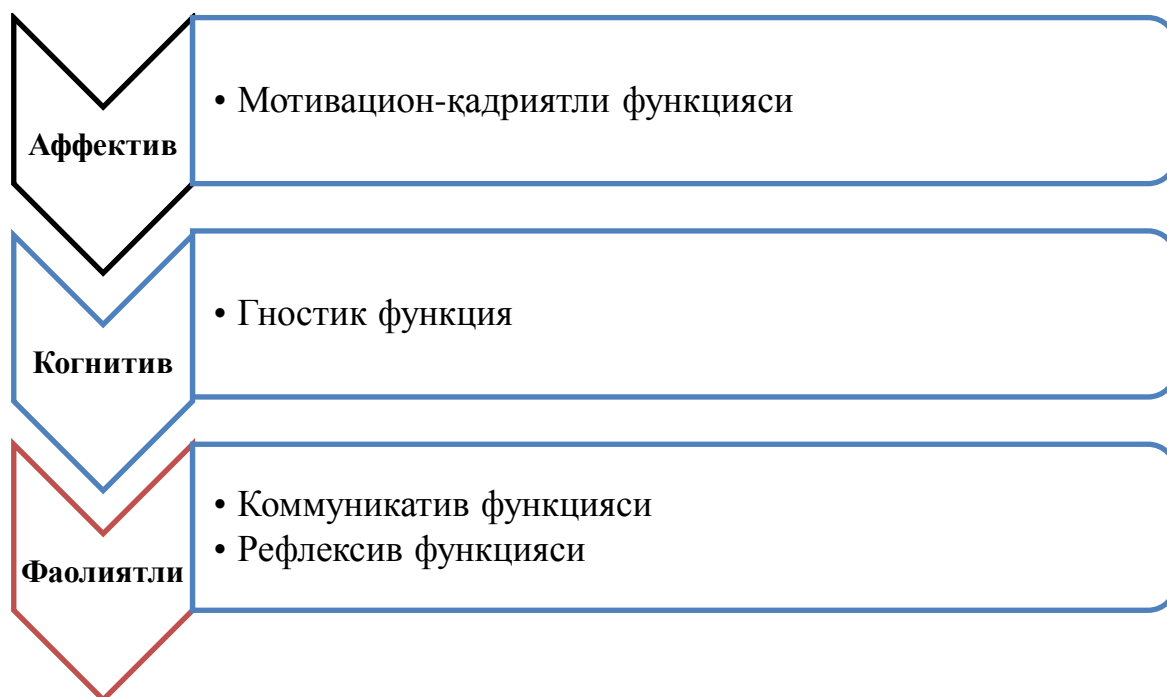 Аффектив
• Мотивацион-қадриятли функцияси
Когнитив
• Гностик функция
Фаолиятли
• Коммуникатив функцияси
• Рефлексив функцияси